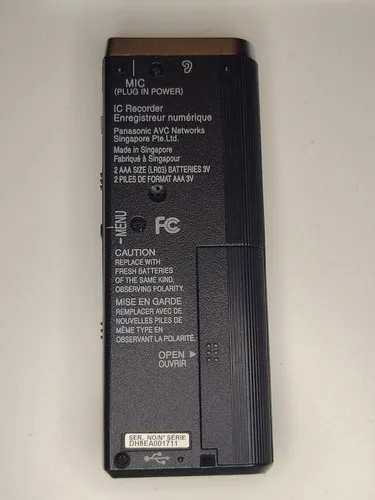 MIC
(PLUG IN POWER)
IC Recorder
Enregistreur numérique
Panasonic AVC Networks
Singapore Pte.Ltd.
Made in Singapore
Fabriqué à Singapour
2 AAA SIZE (LR03) BATTERIES 3V
2 PILES DE FORMAT AAA 3V
–MENU
FC
CAUTION
REPLACE WITH
FRESH BATTERIES
OF THE SAME KIND,
OBSERVING POLARITY.
MISE EN GARDE
REMPLACER AVEC DE
NOUVELLES PILES DE
MÊME TYPE EN
OBSERVANT LA POLARITÉ.
OPEN
OUVRIR
SER. NO/N° SÉRIE
DH8EA001711